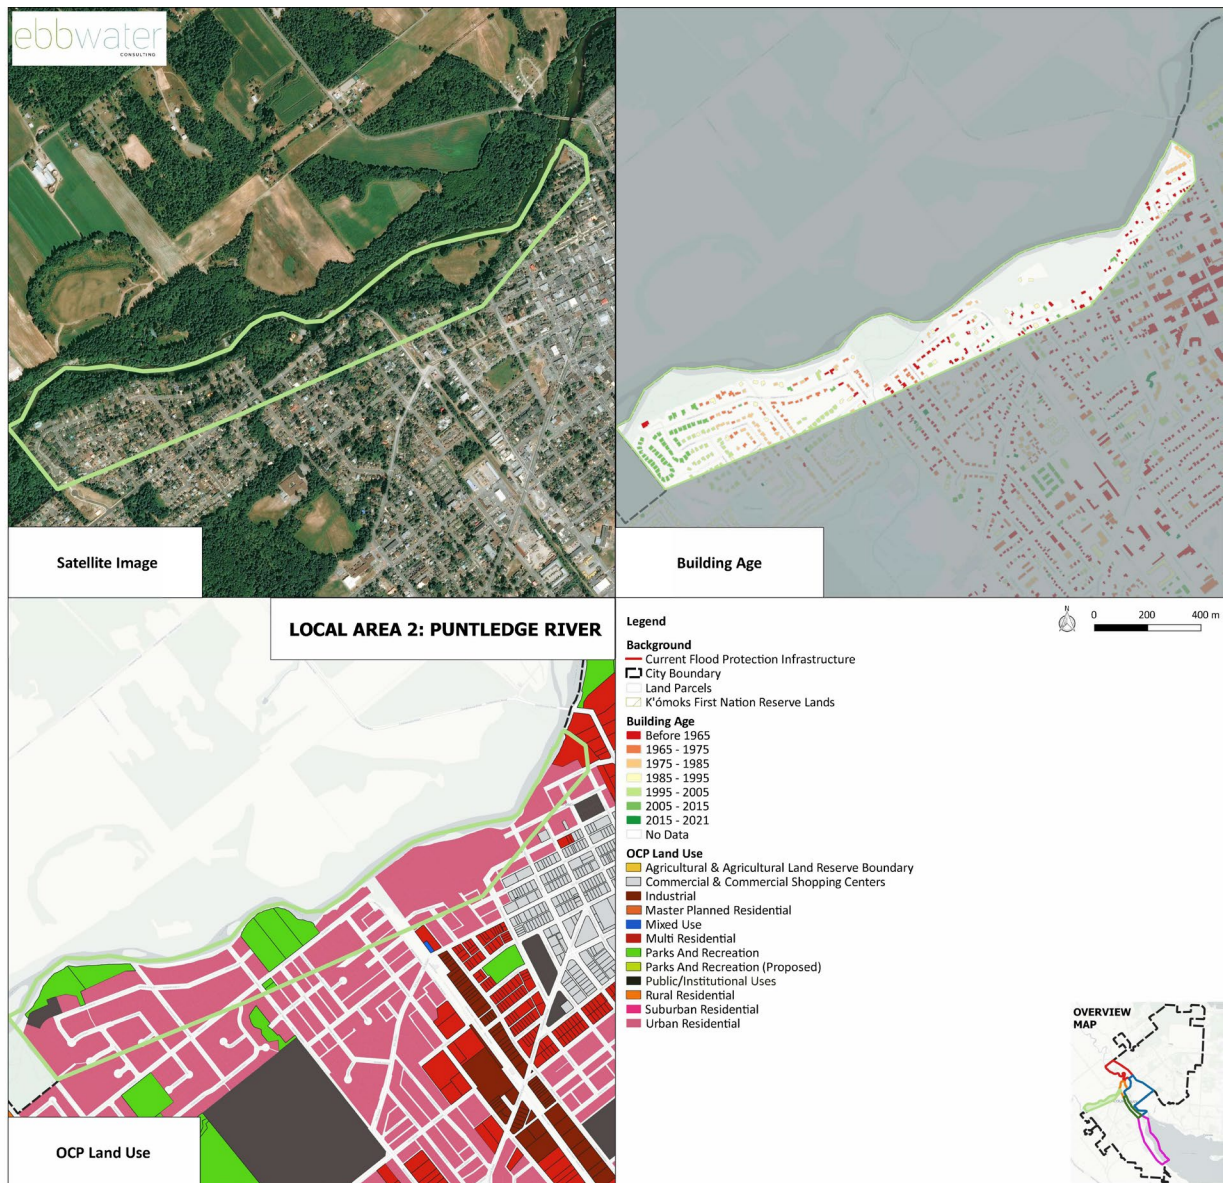 ebbwater
CONSULTING
Satellite Image
Building Age
LOCAL AREA 2: PUNTLEDGE RIVER
OCP Land Use
Legend
Background
Current Flood Protection Infrastructure
City Boundary
Land Parcels
K'ómoks First Nation Reserve Lands
Building Age
Before 1965
1965 - 1975
1975 - 1985
1985 - 1995
1995 - 2005
2005 - 2015
2015 - 2021
No Data
OCP Land Use
Agricultural & Agricultural Land Reserve Boundary
Commercial & Commercial Shopping Centers
Industrial
Master Planned Residential
Mixed Use
Multi Residential
Parks And Recreation
Parks And Recreation (Proposed)
Public/Institutional Uses
Rural Residential
Suburban Residential
Urban Residential
N
0 200 400 m
OVERVIEW
MAP